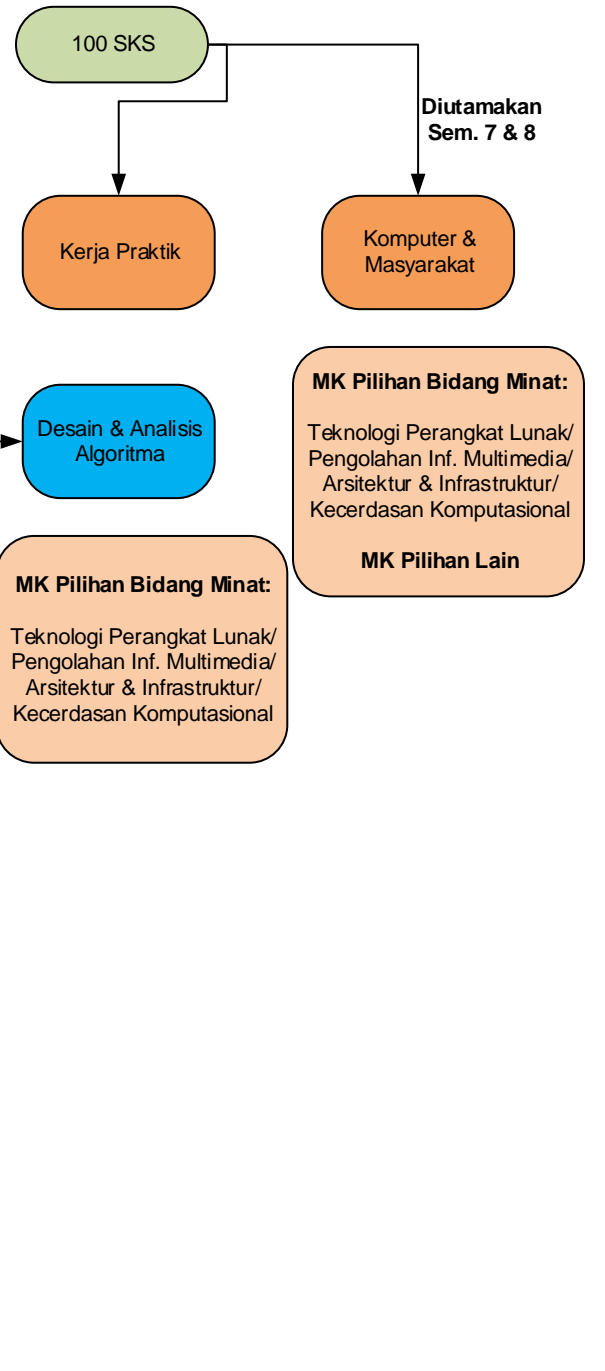 100 SKS
Diutamakan
Sem. 7 & 8
Kerja Praktik
Komputer &
Masyarakat
Desain & Analisis
Algoritma
MK Pilihan Bidang Minat:
Teknologi Perangkat Lunak/
Pengolahan Inf. Multimedia/
Arsitektur & Infrastruktur/
Kecerdasan Komputasional
MK Pilihan Lain
MK Pilihan Bidang Minat:
Teknologi Perangkat Lunak/
Pengolahan Inf. Multimedia/
Arsitektur & Infrastruktur/
Kecerdasan Komputasional